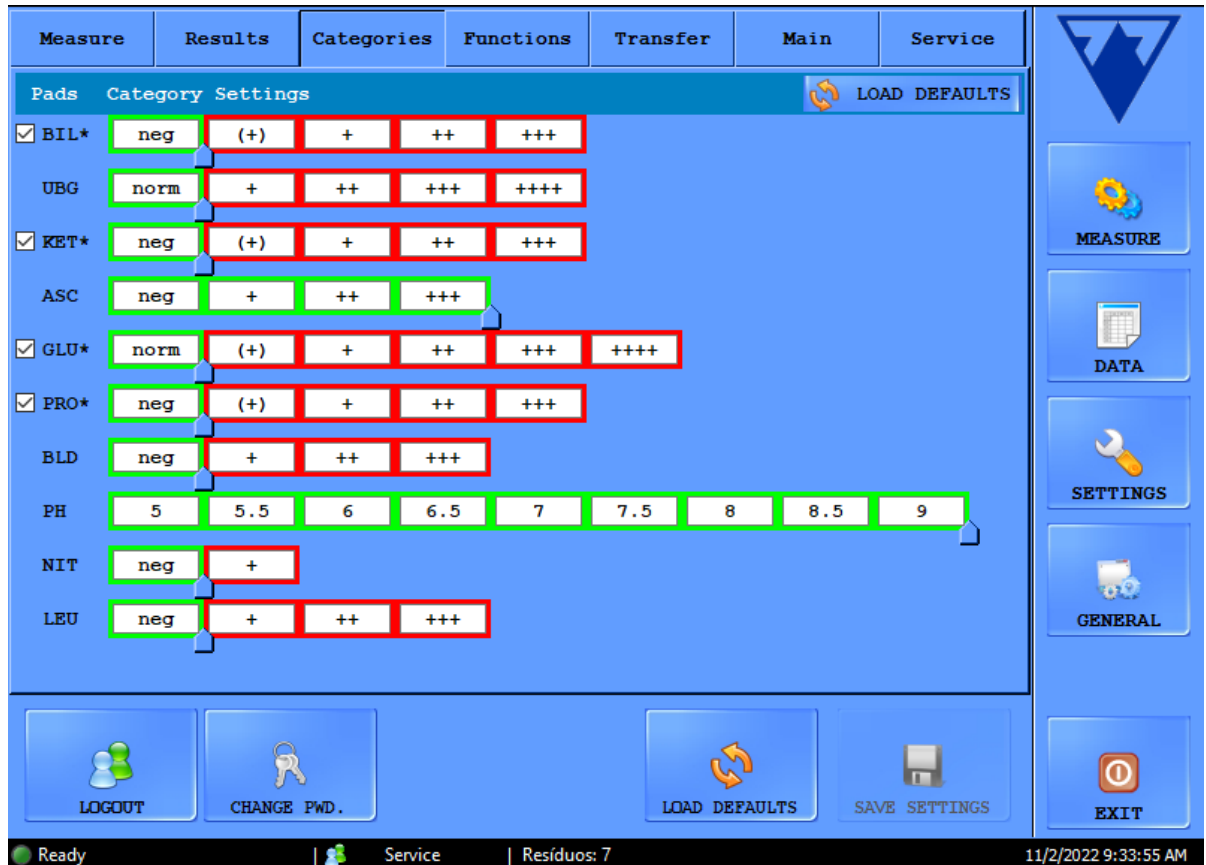 Measure Results Categories Functions Transfer Main Service
Pads Category Settings LOAD DEFAULTS
BIL* neg (+) + ++ +++
UBG norm + ++ +++ ++++
KET* neg (+) + ++ +++
ASC neg + ++ +++
GLU* norm (+) + ++ +++ ++++
PRO* neg (+) + ++ +++
BLD neg + ++ +++
PH 5 5.5 6 6.5 7 7.5 8 8.5 9
NIT neg +
LEU neg + ++ +++
MEASURE
DATA
SETTINGS
GENERAL
LOGOUT CHANGE PWD. LOAD DEFAULTS SAVE SETTINGS EXIT
Ready | Service | Resíduos: 7 11/2/2022 9:33:55 AM